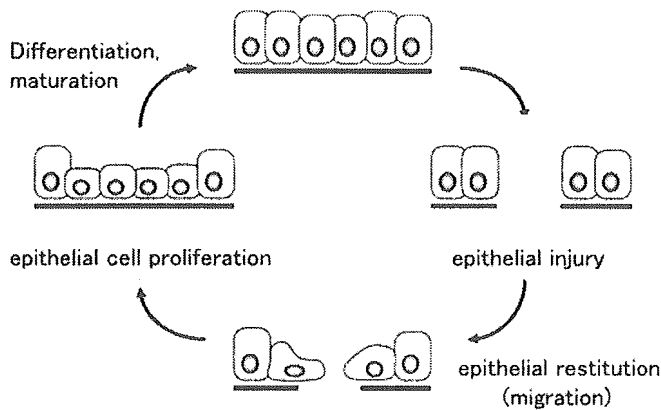 Differentiation,
maturation
epithelial cell proliferation
epithelial injury
epithelial restitution
(migration)